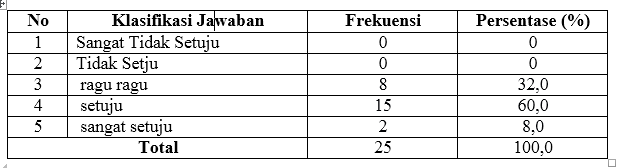 No Klasifikasi Jawaban Frekuensi Persentase (%)
1 Sangat Tidak Setuju 0 0
2 Tidak Setju 0 0
3 ragu ragu 8 32,0
4 setuju 15 60,0
5 sangat setuju 2 8,0
Total 25 100,0